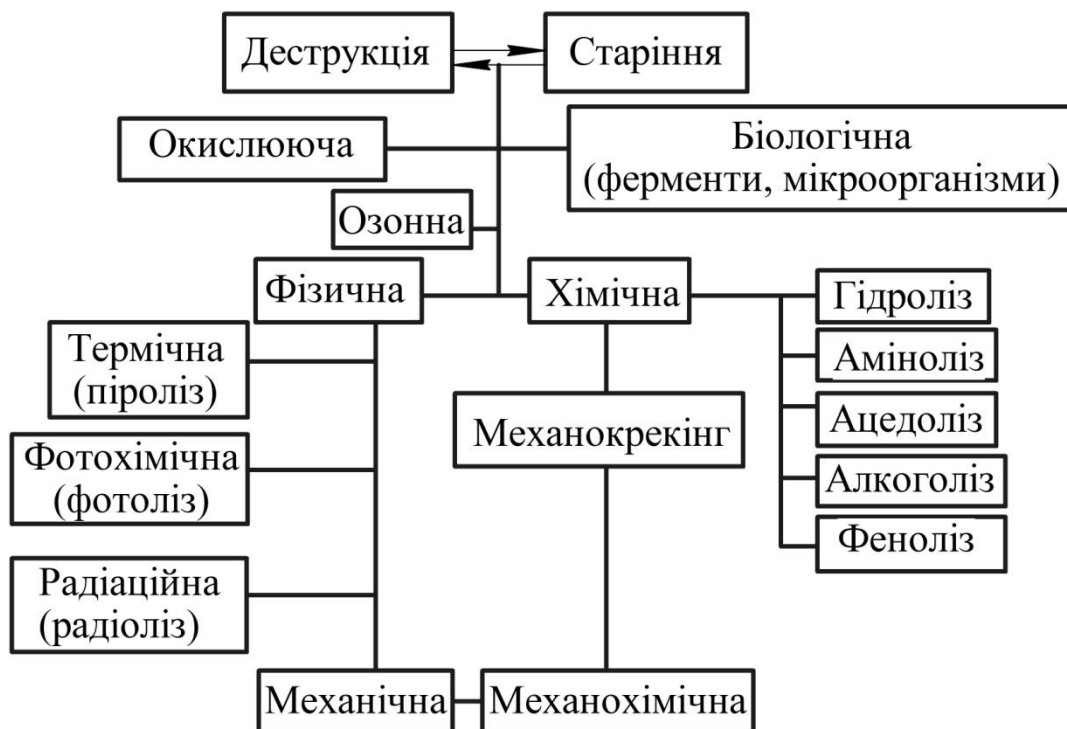 Деструкція
Старіння
Окислююча
Біологічна
(ферменти, мікроорганізми)
Озонна
Фізична
Хімічна
Гідроліз
Термічна
(піроліз)
Аміноліз
Механокрекінг
Ацедоліз
Фотохімічна
(фотоліз)
Алкоголіз
Феноліз
Радіаційна
(радіоліз)
Механічна
Механохімічна